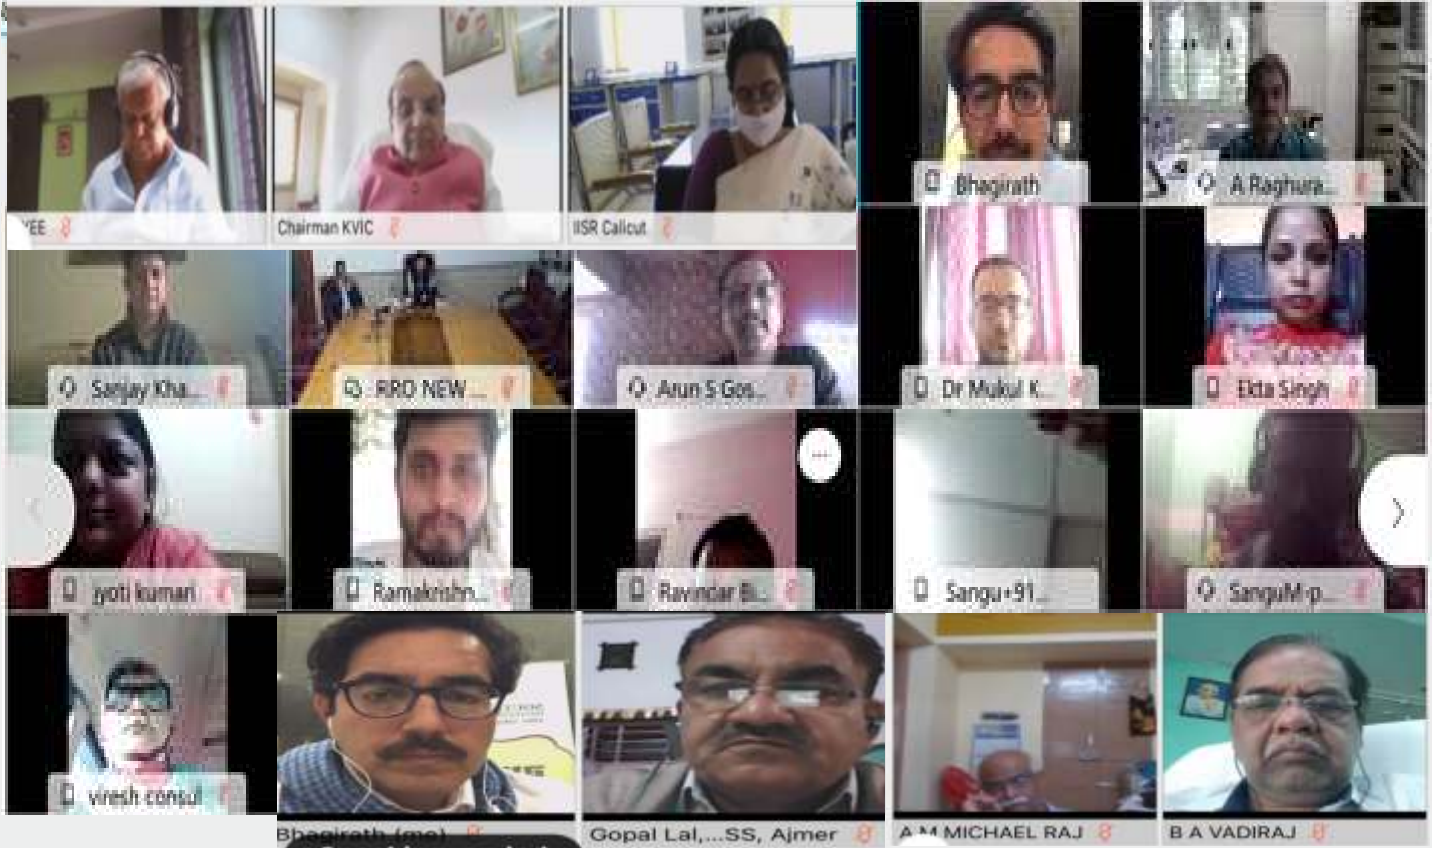 YEE
Chairman KVIC
IISR Calicut
Bhagirath
A Raghura...
Sanjay Kha...
RRO NEW ...
Arun S Gos...
Dr Mukul K...
Ekta Singh
jyoti kumari
Ramakrishn...
Ravindar Bi...
Sangu+91...
SanguM-p...
viresh consul
Bhagirath (me)
Gopal Lal,...SS, Ajmer
A M MICHAEL RAJ
B A VADIRAJ